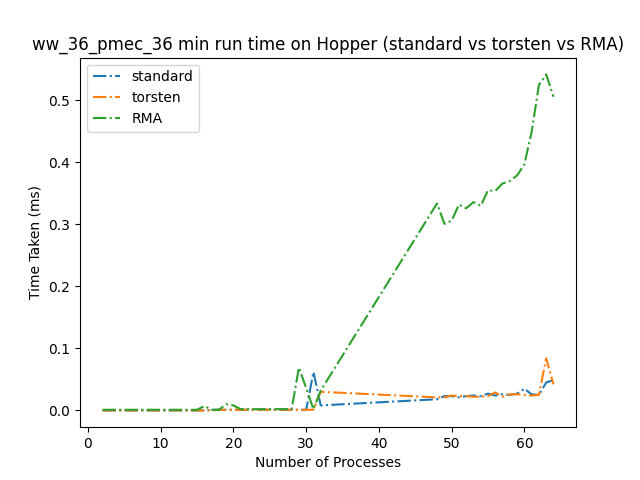 ww_36_pmec_36 min run time on Hopper (standard vs torsten vs RMA)
standard
torsten
RMA
Time Taken (ms)
0.5
0.4
0.3
0.2
0.1
0.0
0 10 20 30 40 50 60
Number of Processes